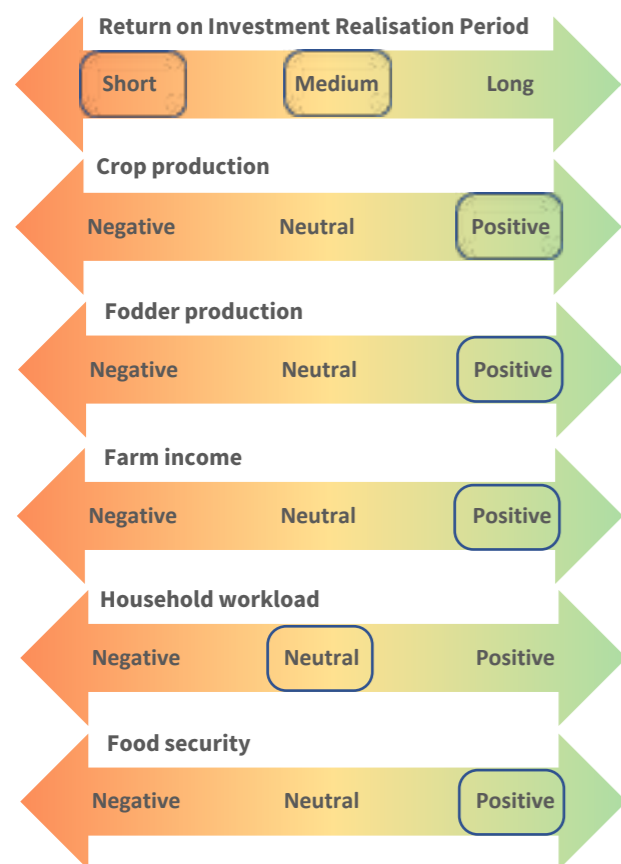 Return on Investment Realisation Period
Short Medium Long
Crop production
Negative Neutral Positive
Fodder production
Negative Neutral Positive
Farm income
Negative Neutral Positive
Household workload
Negative Neutral Positive
Food security
Negative Neutral Positive